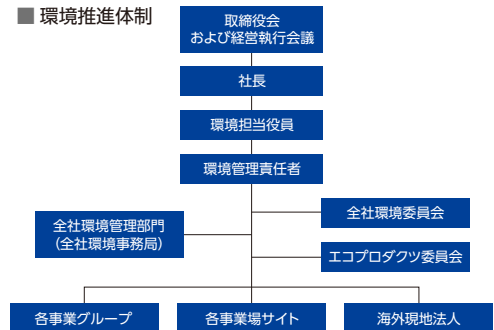 ■ 環境推進体制
取締役会
および経営執行会議
社長
環境担当役員
環境管理責任者
全社環境委員会
全社環境管理部門
（全社環境事務局）
エコプロダクツ委員会
各事業グループ
各事業場サイト
海外現地法人